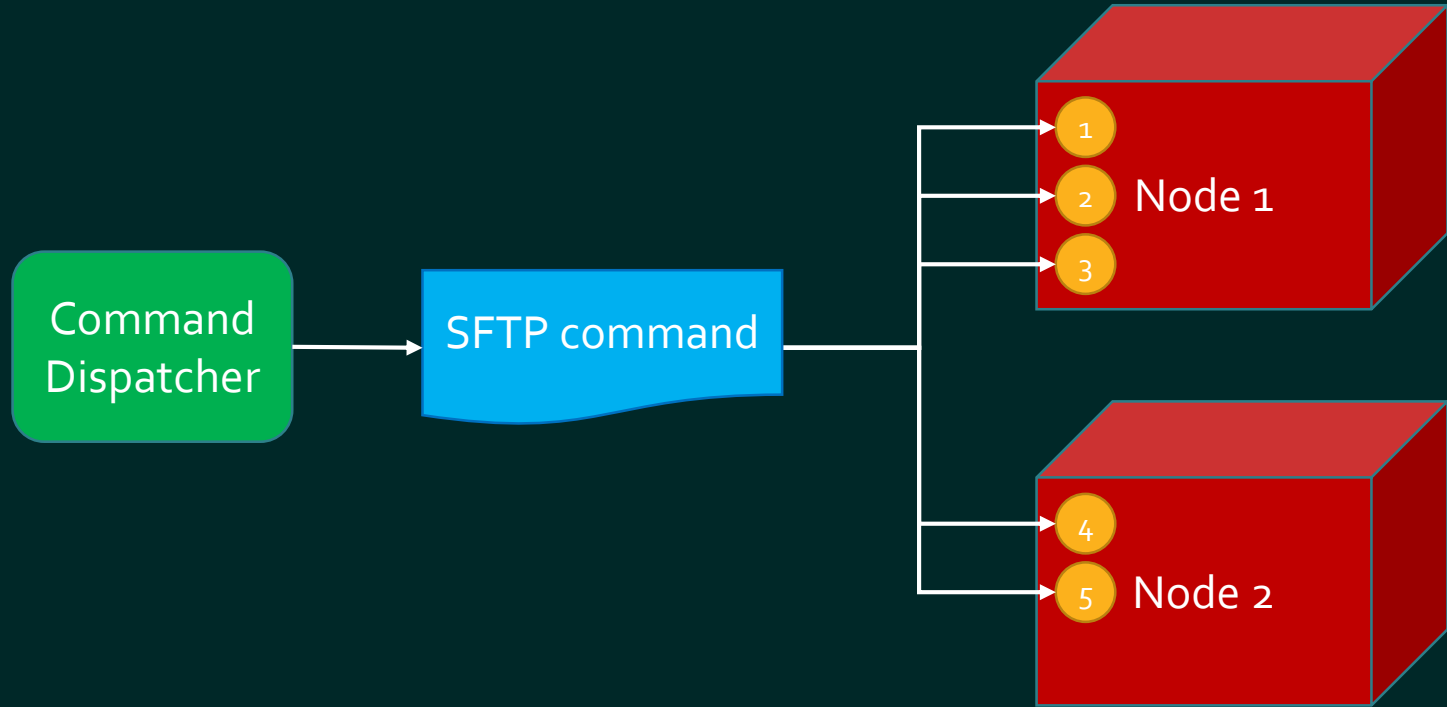 Command
Dispatcher
SFTP command
1
2
3
Node 1
4
5
Node 2